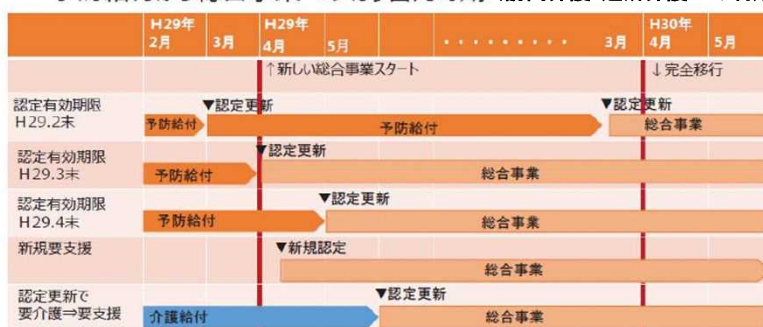 H29年 H29年 H30年
2月 3月 4月 5月 ・・・・・・・・・ 3月 4月 5月
↑新しい総合事業スタート ↓完全移行
認定有効期限
H29.2末
▼認定更新 ▼認定更新
予防給付 予防給付 総合事業
認定有効期限
H29.3末
▼認定更新
予防給付 総合事業
認定有効期限
H29.4末
▼認定更新
予防給付 総合事業
新規要支援
▼新規認定
総合事業
認定更新で
要介護⇒要支援
▼認定更新
介護給付 総合事業